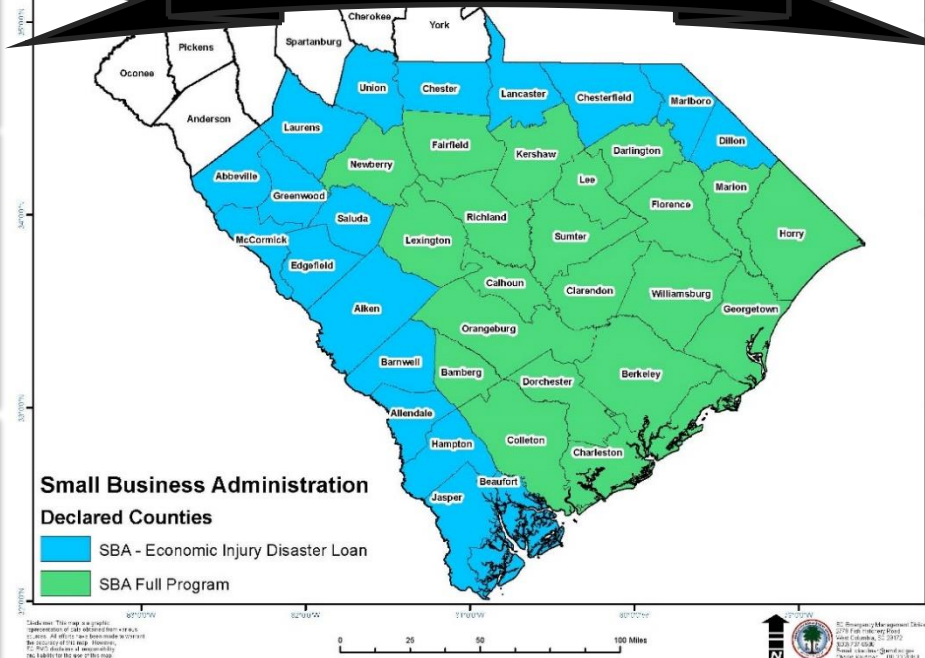 Cherokee
York
Pickens
Spartanburg
Oconee
Anderson
Union
Chester
Lancaster
Chesterfield
Marlboro
Dillon
Laurens
Newberry
Fairfield
Kershaw
Darlington
Lee
Marion
Abbeville
Greenwood
Saluda
Florence
Horry
Richland
Sumter
Lexington
McCormick
Edgefield
Calhoun
Clarendon
Williamsburg
Georgetown
Aiken
Orangeburg
Barnwell
Bamberg
Dorchester
Berkeley
Allendale
Hampton
Colleton
Charleston
Beaufort
Jasper
Small Business Administration
Declared Counties
SBA - Economic Injury Disaster Loan
SBA Full Program
0 25 50 100 Miles
N